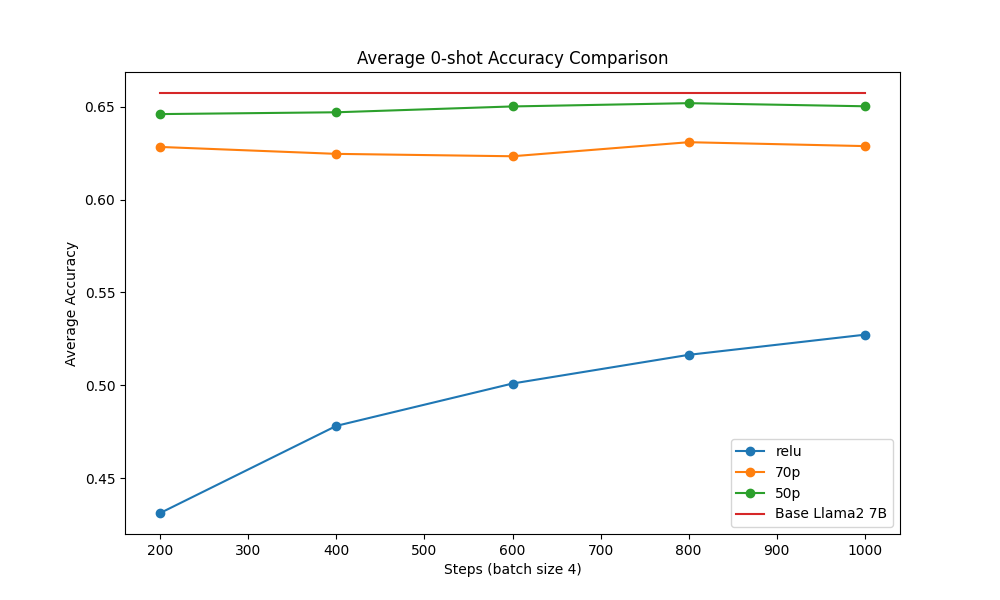 Average 0-shot Accuracy Comparison
Average Accuracy
0.65
0.60
0.55
0.50
0.45
200 300 400 500 600 700 800 900 1000
Steps (batch size 4)
relu
70p
50p
Base Llama2 7B